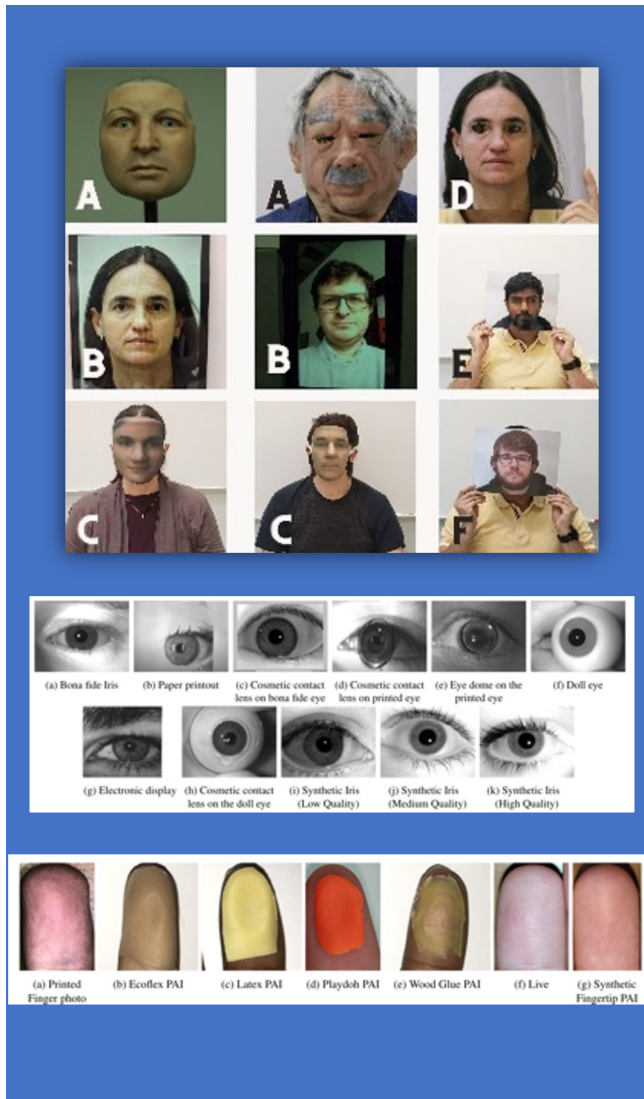 A A D
B B E
C C F
(a) Bona fide Iris (b) Paper printout (c) Cosmetic contact (d) Cosmetic contact (e) Eye dome on the (f) Doll eye
lens on bona fide eye lens on printed eye printed eye
(g) Electronic display (h) Cosmetic contact (i) Synthetic Iris (j) Synthetic Iris (k) Synthetic Iris
lens on the doll eye (Low Quality) (Medium Quality) (High Quality)
(a) Printed (b) Ecoflex PAI (c) Latex PAI (d) Playdoh PAI (e) Wood Glue PAI (f) Live (g) Synthetic
Finger photo Fingertip PAI